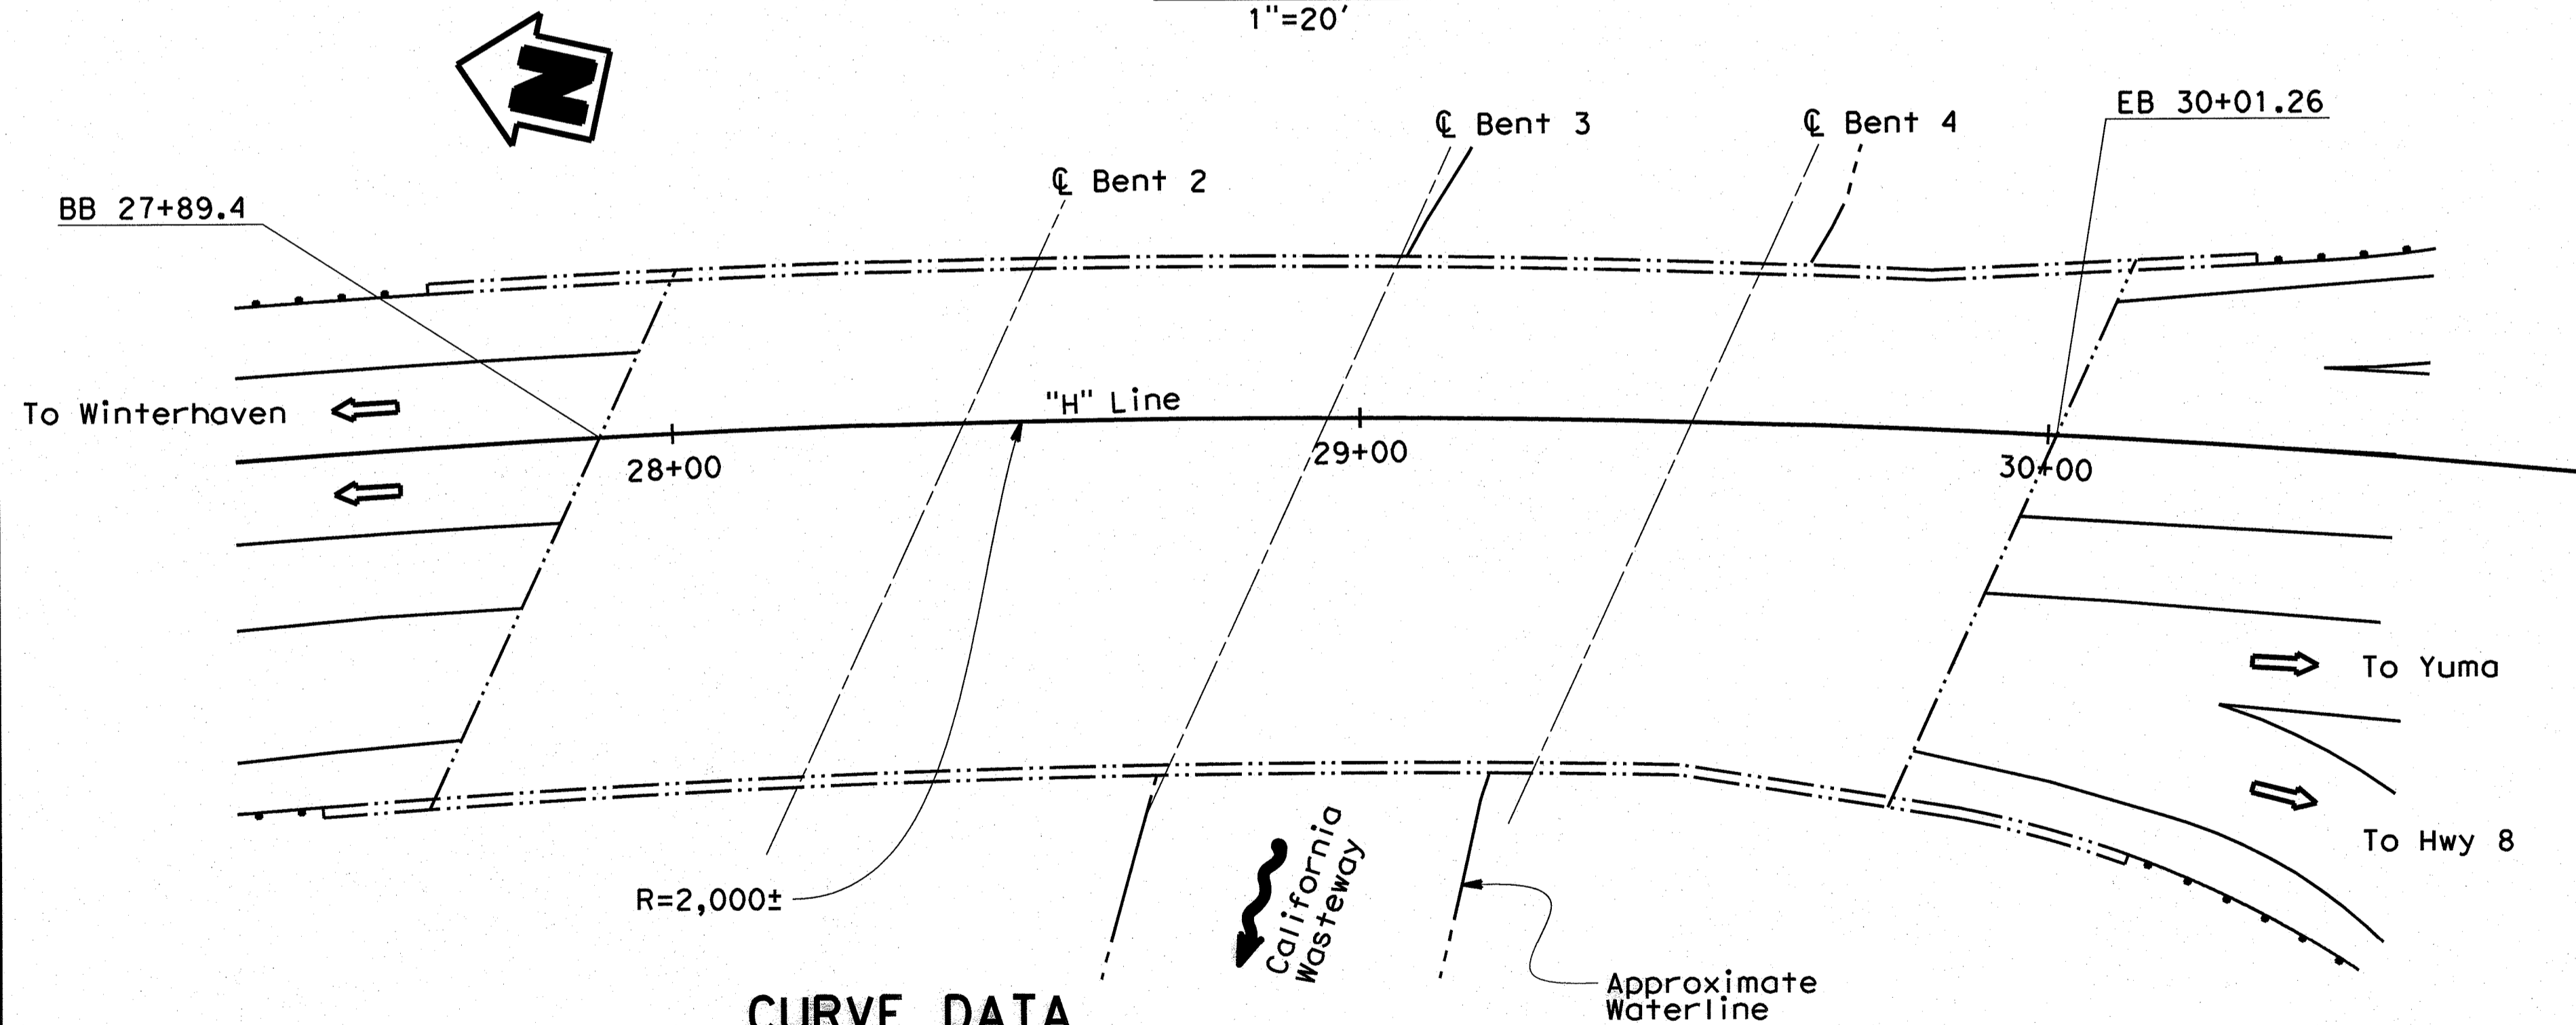 1"=20'
N
EB 30+01.26
℄ Bent 3
℄ Bent 4
℄ Bent 2
BB 27+89.4
"H" Line
To Winterhaven
28+00
29+00
30+00
To Yuma
California
Wasteway
To Hwy 8
R=2,000±
Approximate
Waterline
CURVE DATA